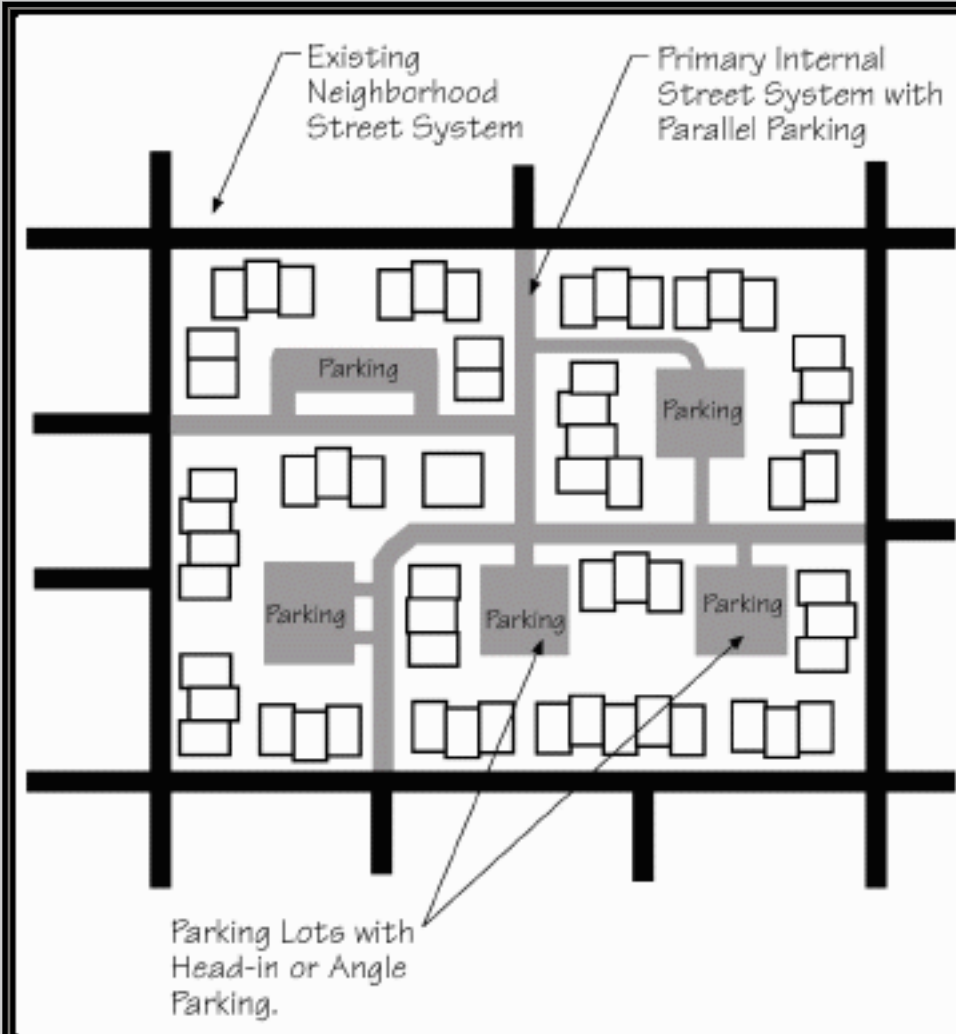 Existing
Neighborhood
Street System
Primary Internal
Street System with
Parallel Parking
Parking
Parking
Parking
Parking
Parking
Parking Lots with
Head-in or Angle
Parking.